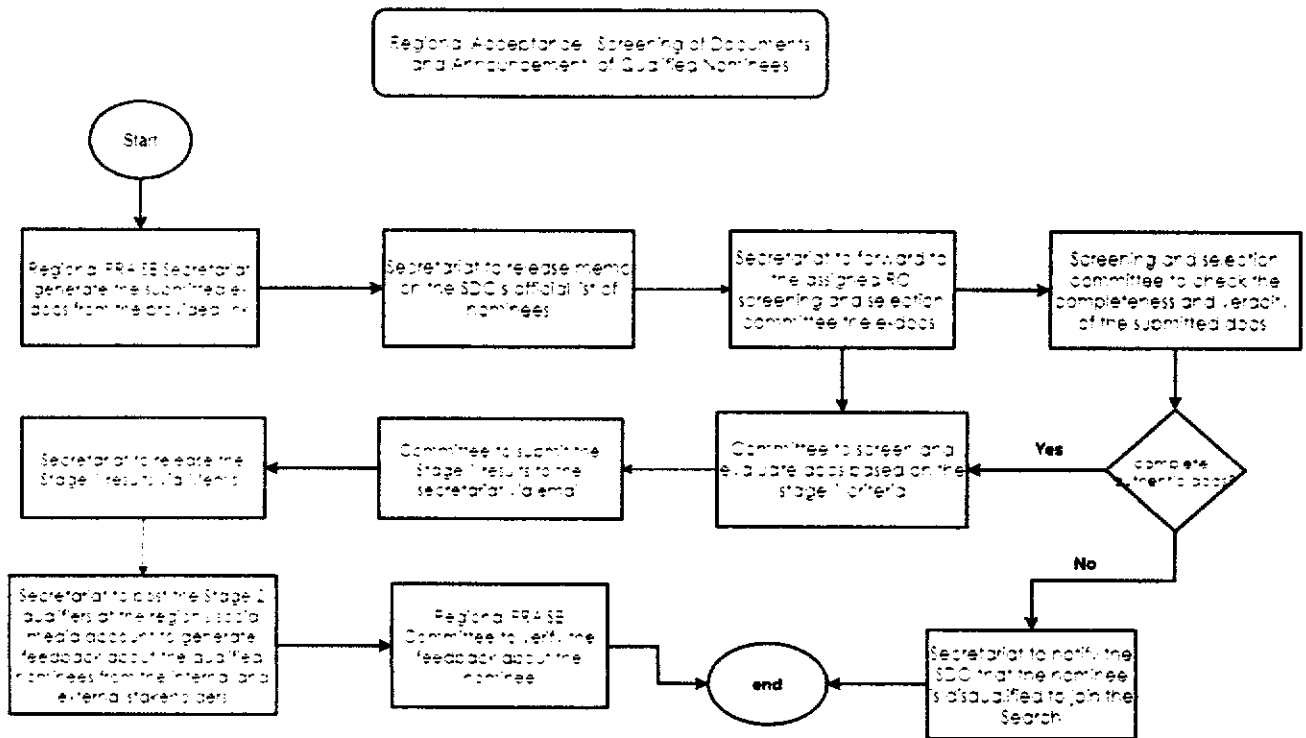 Regional Acceptance, Screening of Documents
and Announcement of Qualified Nominees
Start
Regional PRAISE Secretariat
generate the submitted e-
docs from the provided link
Secretariat to release memo
on the SDO's official list of
nominees
Secretariat to forward to
the assigned RO
screening and selection
committee the e-docs
Screening and selection
committee to check the
completeness and veracity
of the submitted docs
Secretariat to release the
Stage 1 results via memo
Committee to submit the
Stage 1 results to the
secretariat via email
Committee to screen and
evaluate docs based on the
stage 1 criteria
Yes
complete
authentic docs?
No
Secretariat to post the Stage 2
qualifiers at the region's social
media account to generate
feedback about the qualified
nominees from the internal and
external stakeholders
Regional PRAISE
Committee to verify the
feedback about the
nominee
end
Secretariat to notify the
SDO that the nominee
is disqualified to join the
Search